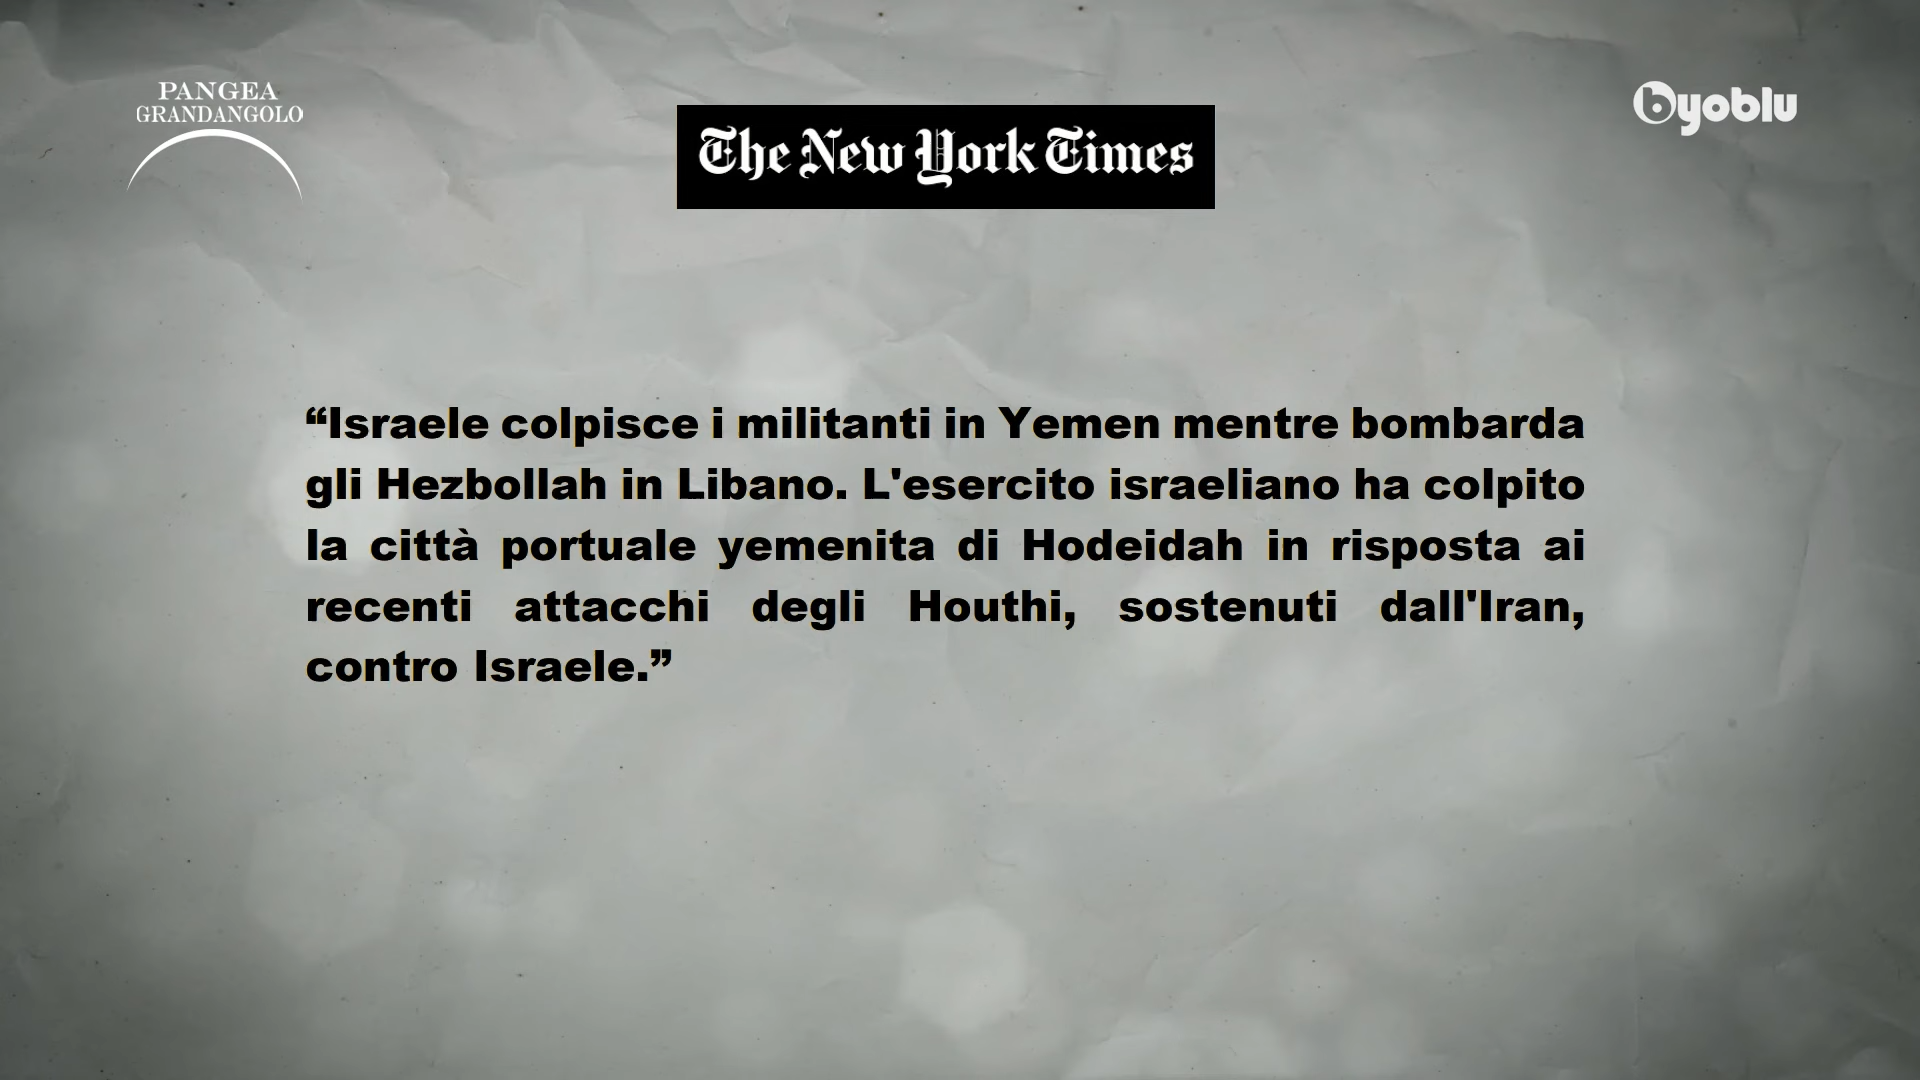 PANGEA
GRANDANGOLO
byoblu
The New York Times
“Israele colpisce i militanti in Yemen mentre bombarda
gli Hezbollah in Libano. L'esercito israeliano ha colpito
la città portuale yemenita di Hodeidah in risposta ai
recenti attacchi degli Houthi, sostenuti dall'Iran,
contro Israele.”